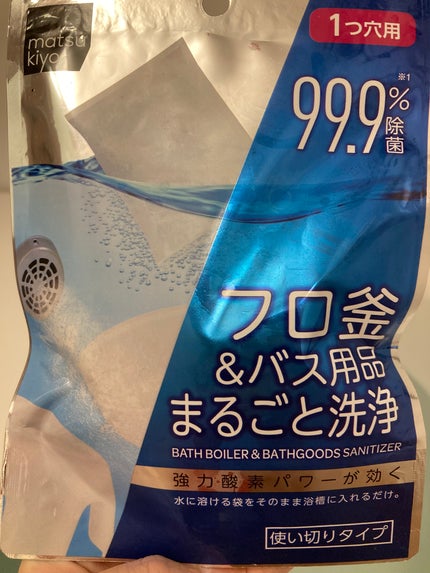 matsu
kiyo
1つ穴用
99.9%
※1
除菌
フロ釜
&バス用品
まるごと洗浄
BATH BOILER & BATHGOODS SANITIZER
強力酸素パワーが効く
水に溶ける袋をそのまま浴槽に入れるだけ。
使い切りタイプ